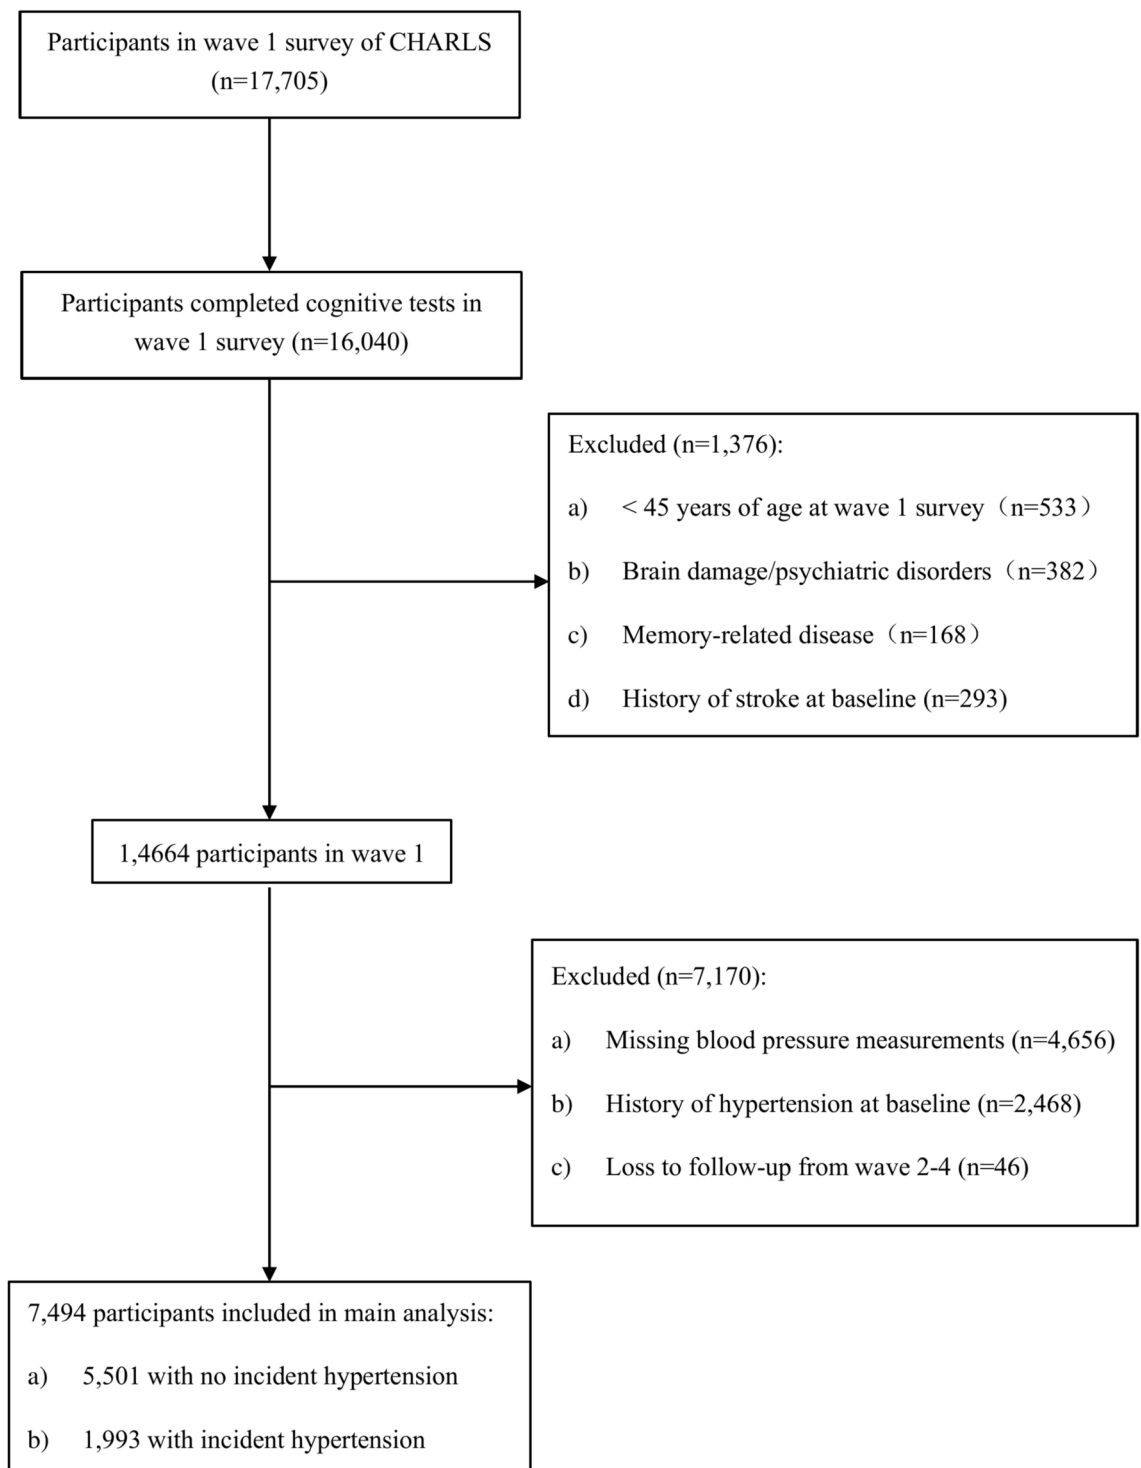 Participants in wave 1 survey of CHARLS
(n=17,705)
Participants completed cognitive tests in
wave 1 survey (n=16,040)
Excluded (n=1,376):
a) < 45 years of age at wave 1 survey（n=533）
b) Brain damage/psychiatric disorders（n=382）
c) Memory-related disease（n=168）
d) History of stroke at baseline (n=293)
1,4664 participants in wave 1
Excluded (n=7,170):
a) Missing blood pressure measurements (n=4,656)
b) History of hypertension at baseline (n=2,468)
c) Loss to follow-up from wave 2-4 (n=46)
7,494 participants included in main analysis:
a) 5,501 with no incident hypertension
b) 1,993 with incident hypertension